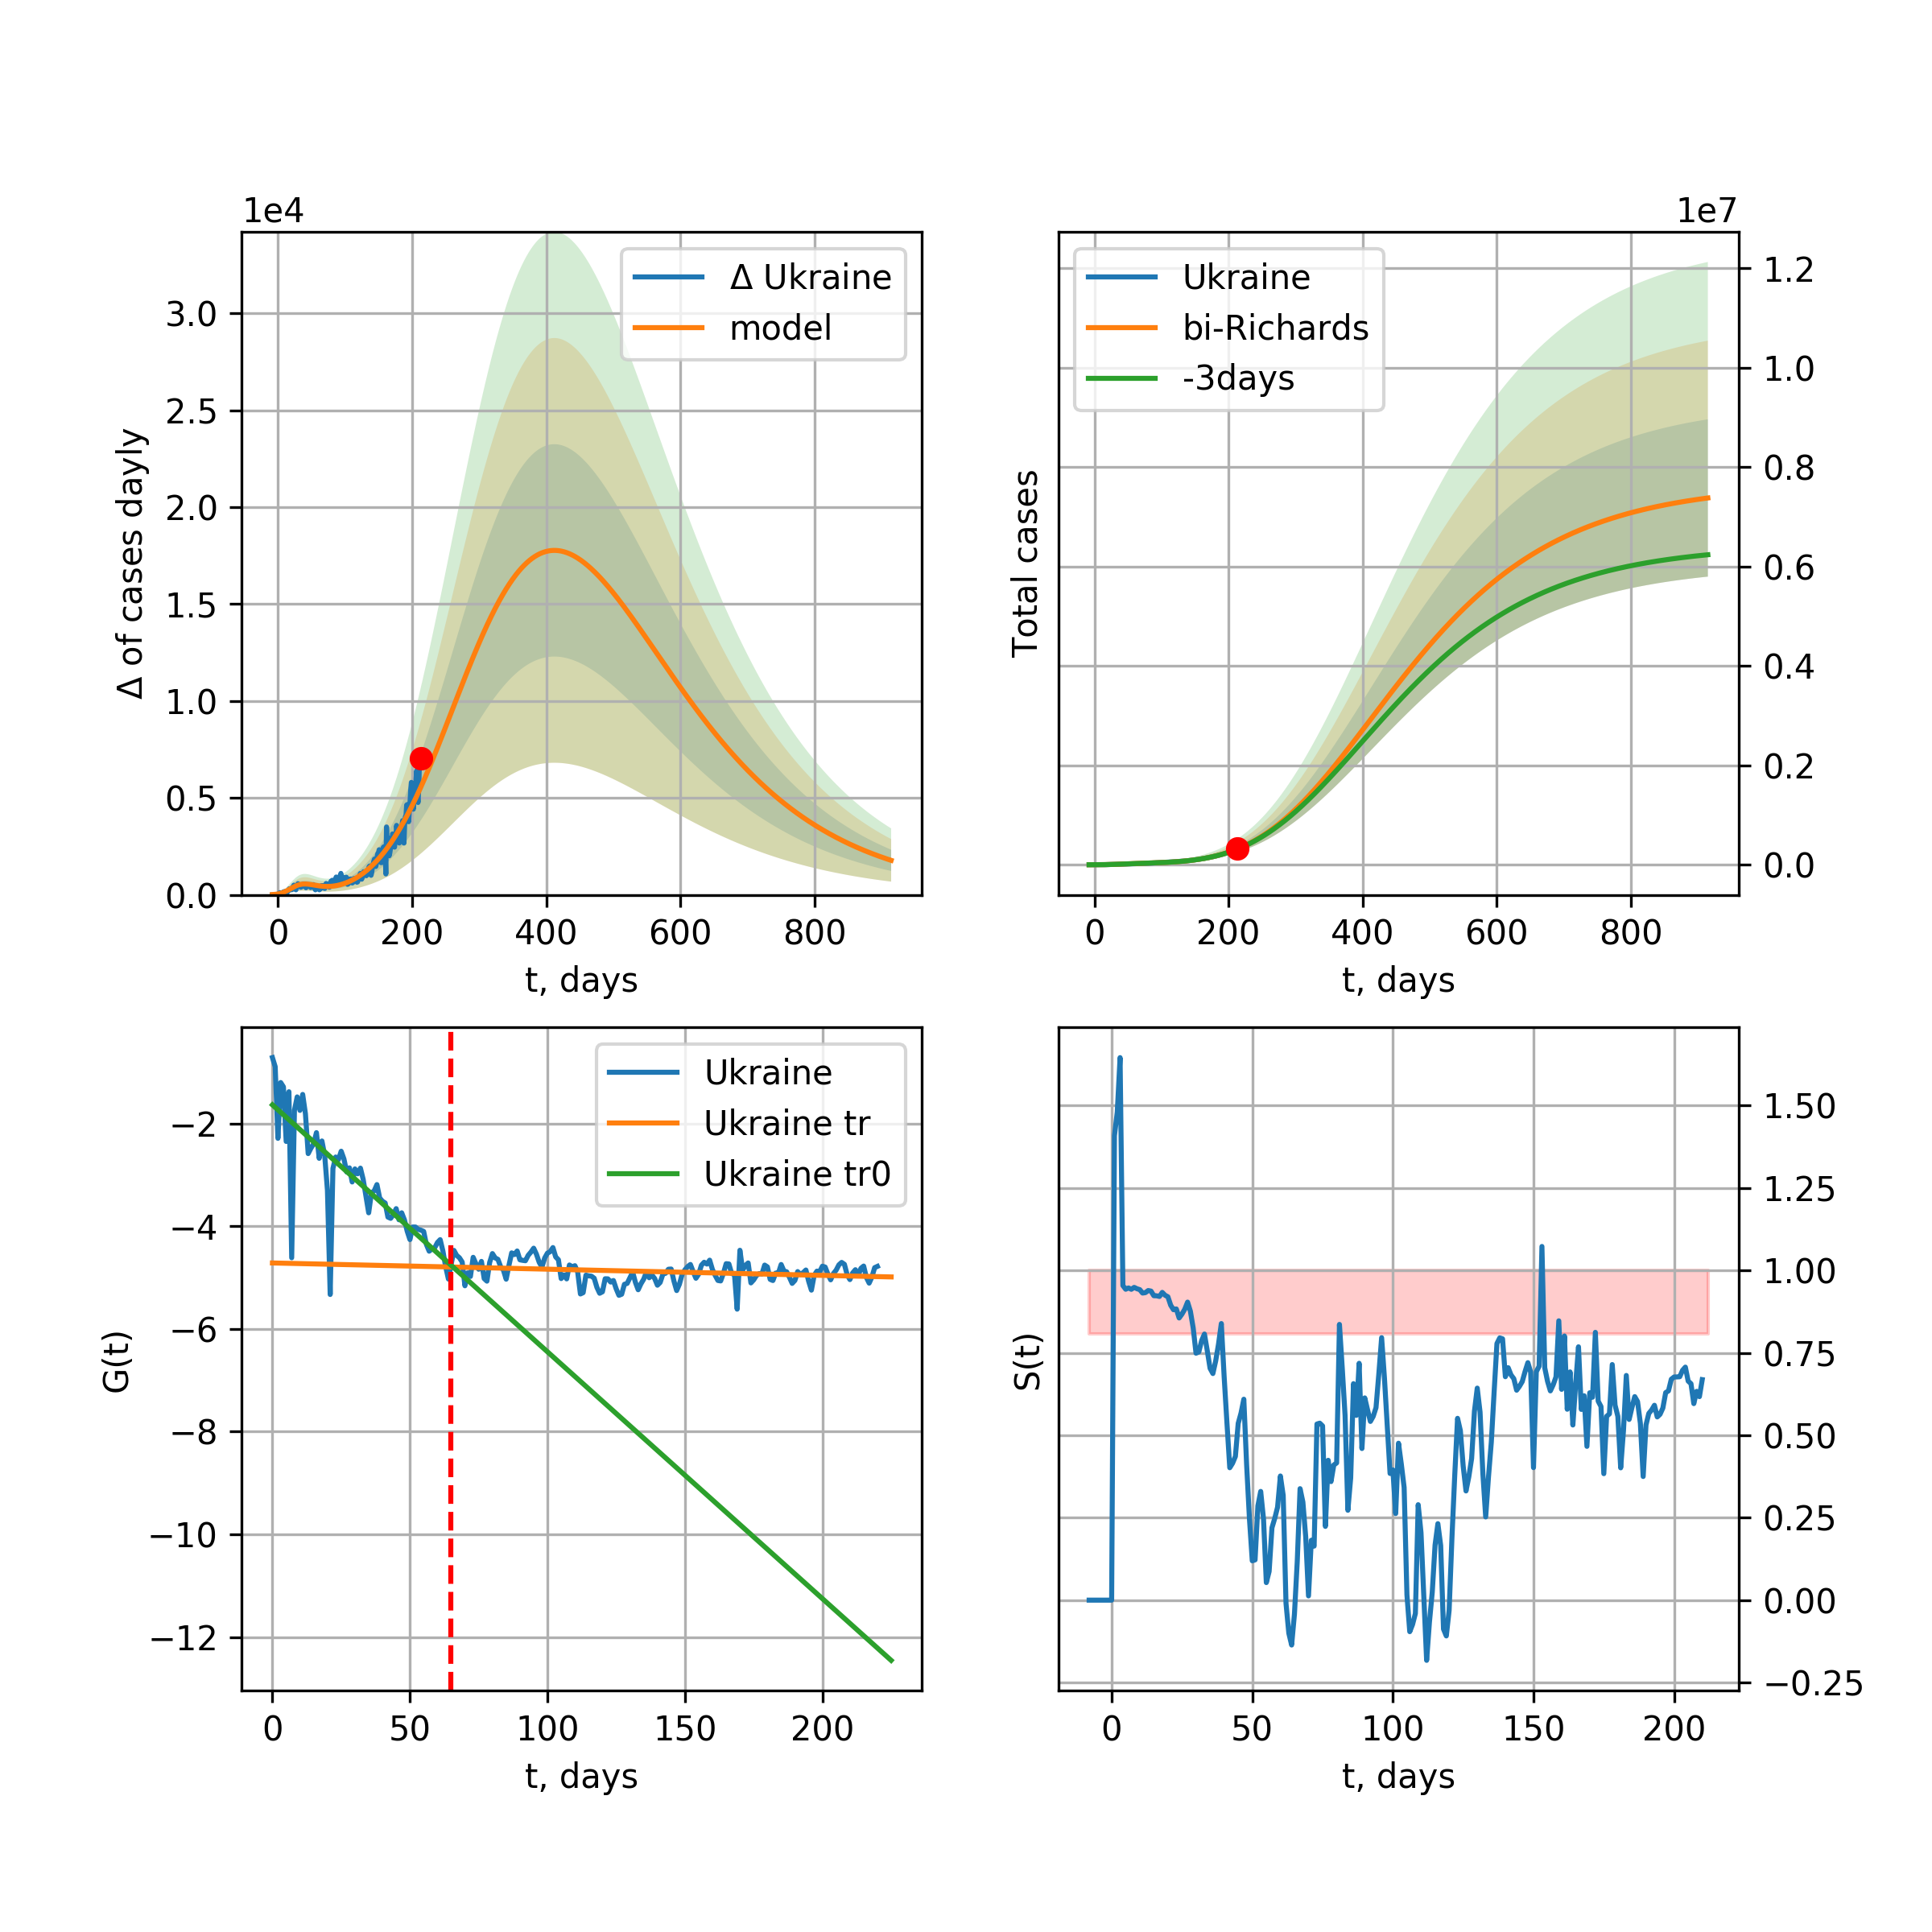 1e4
Δ of cases dayly
3.0
2.5
2.0
1.5
1.0
0.5
0.0
0 200 400 600 800
t, days
Δ Ukraine
model
1e7
Total cases
1.2
1.0
0.8
0.6
0.4
0.2
0.0
0 200 400 600 800
t, days
Ukraine
bi-Richards
-3days
G(t)
−2
−4
−6
−8
−10
−12
0 50 100 150 200
t, days
Ukraine
Ukraine tr
Ukraine tr0
S(t)
1.50
1.25
1.00
0.75
0.50
0.25
0.00
−0.25
0 50 100 150 200
t, days